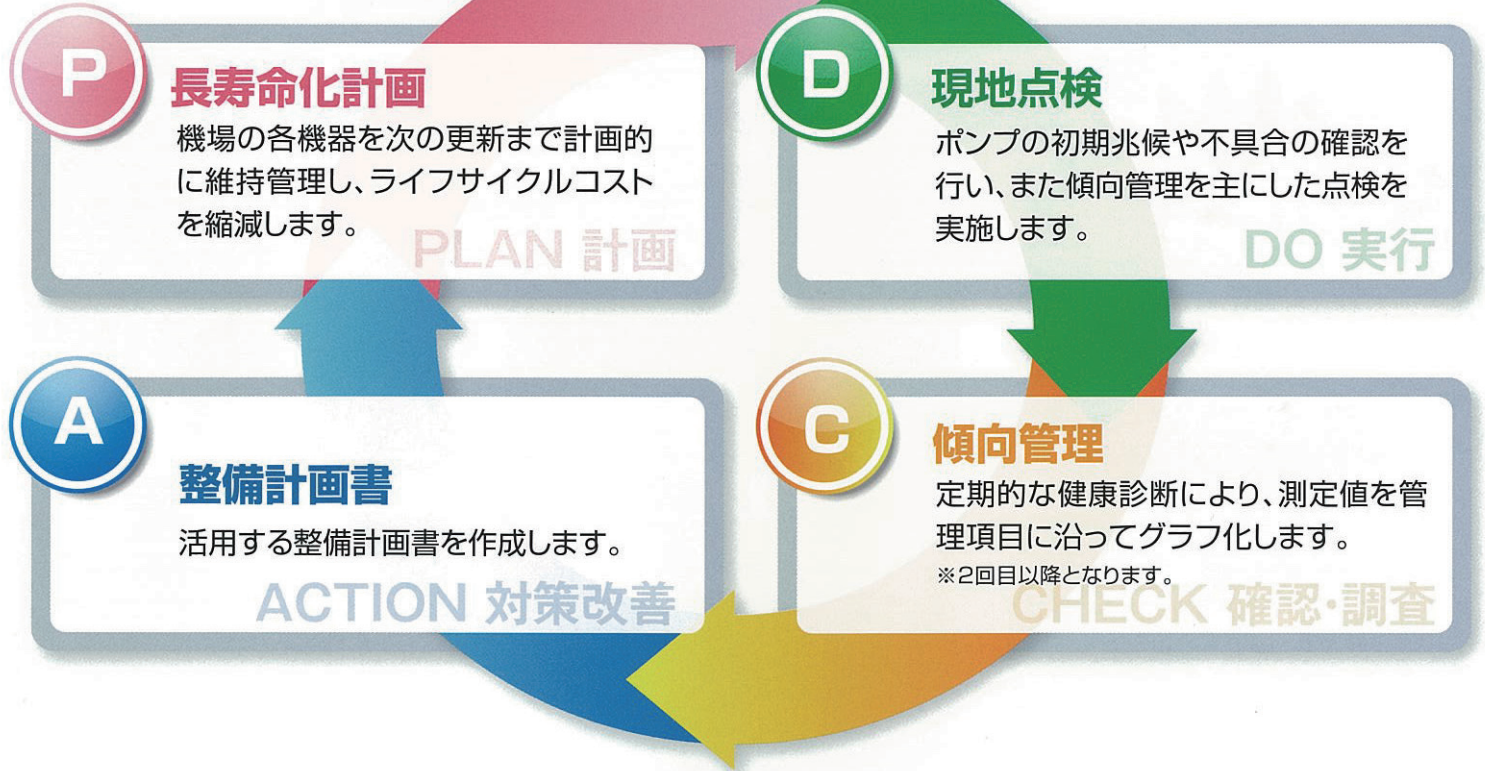 P
長寿命化計画
機場の各機器を次の更新まで計画的
に維持管理し、ライフサイクルコスト
を縮減します。
PLAN 計画
D
現地点検
ポンプの初期兆候や不具合の確認を
行い、また傾向管理を主にした点検を
実施します。
DO 実行
A
整備計画書
活用する整備計画書を作成します。
ACTION 対策改善
C
傾向管理
定期的な健康診断により、測定値を管
理項目に沿ってグラフ化します。
※2回目以降となります。
CHECK 確認・調査